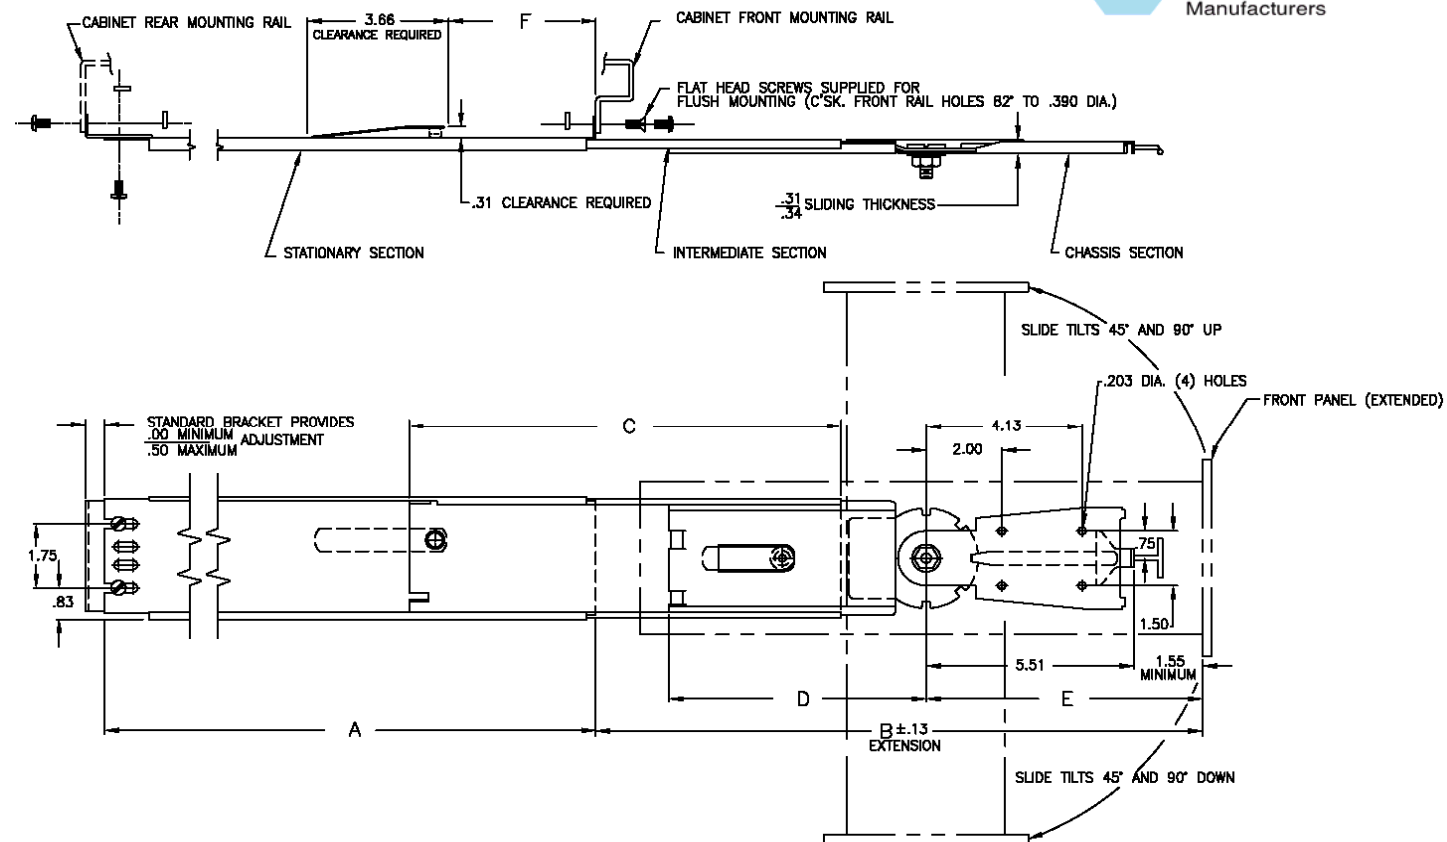 Manufacturers
CABINET REAR MOUNTING RAIL
3.66
CLEARANCE REQUIRED
F
CABINET FRONT MOUNTING RAIL
FLAT HEAD SCREWS SUPPLIED FOR
FLUSH MOUNTING (C'SK. FRONT RAIL HOLES 82° TO .390 DIA.)
.31 CLEARANCE REQUIRED
.31
.34
SLIDING THICKNESS
STATIONARY SECTION
INTERMEDIATE SECTION
CHASSIS SECTION
SLIDE TILTS 45° AND 90° UP
.203 DIA. (4) HOLES
FRONT PANEL (EXTENDED)
STANDARD BRACKET PROVIDES
.00 MINIMUM
.50 MAXIMUM
ADJUSTMENT
C
4.13
2.00
1.75
.83
.75
1.50
5.51
1.55
MINIMUM
D
E
A
B ±.13
EXTENSION
SLIDE TILTS 45° AND 90° DOWN